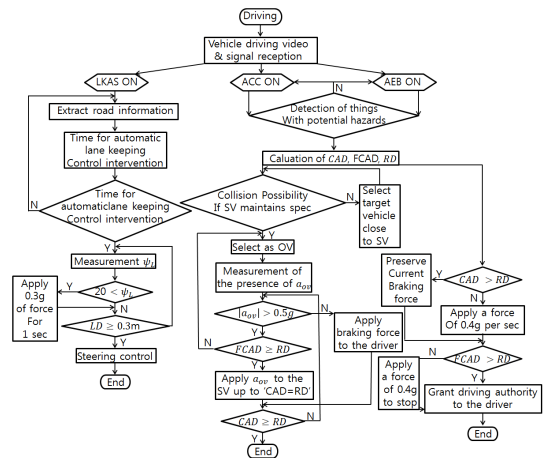 Driving
Vehicle driving video
& signal reception
LKAS ON
ACC ON
N
AEB ON
Extract road information
Detection of things
With potential hazards
Time for automatic
lane keeping
Control intervention
Caluation of CAD, FCAD, RD
N
Time for
automaticlane keeping
Control intervention
Y
Collision Possibility
If SV maintains spec
N
Y
Select
target
vehicle
close
to SV
Select as OV
Measurement ψL
Measurement of
the presence of aov
Preserve
Current
Braking
force
Apply
0.3g
of force
For
1 sec
Y
20 < ψL
N
Y
CAD > RD
N
|aov| > 0.5g
N
Y
Apply a force
Of 0.4g per sec
LD ≥ 0.3m
Y
Apply
braking force
to the driver
N
FCAD ≥ RD
Y
Steering control
Apply
a force
of 0.4g
to stop
N
FCAD > RD
Y
End
Apply aov to the
SV up to 'CAD=RD'
Grant driving authority
to the driver
CAD ≥ RD
N
Y
End
End